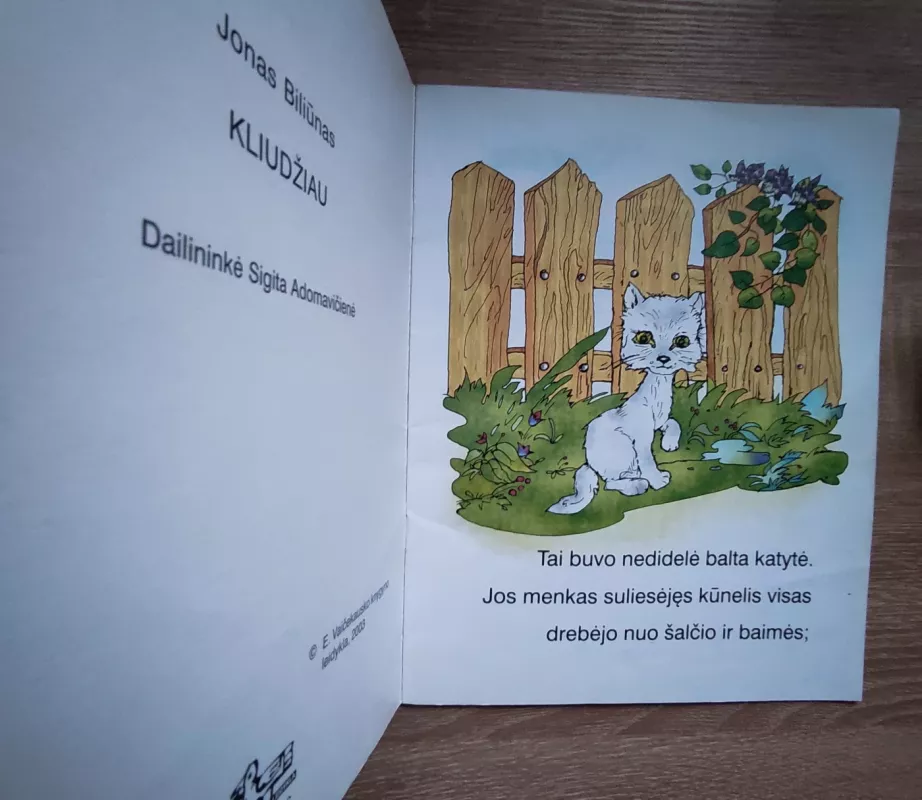 Jonas Biliūnas
KLIUDŽIAU
Dailininkė Sigita Adomavičienė
© E. Vaičekausko knygyno
leidykla, 2003
Tai buvo nedidelė balta katytė.
Jos menkas suliesėjęs kūnelis visas
drebėjo nuo šalčio ir baimės;